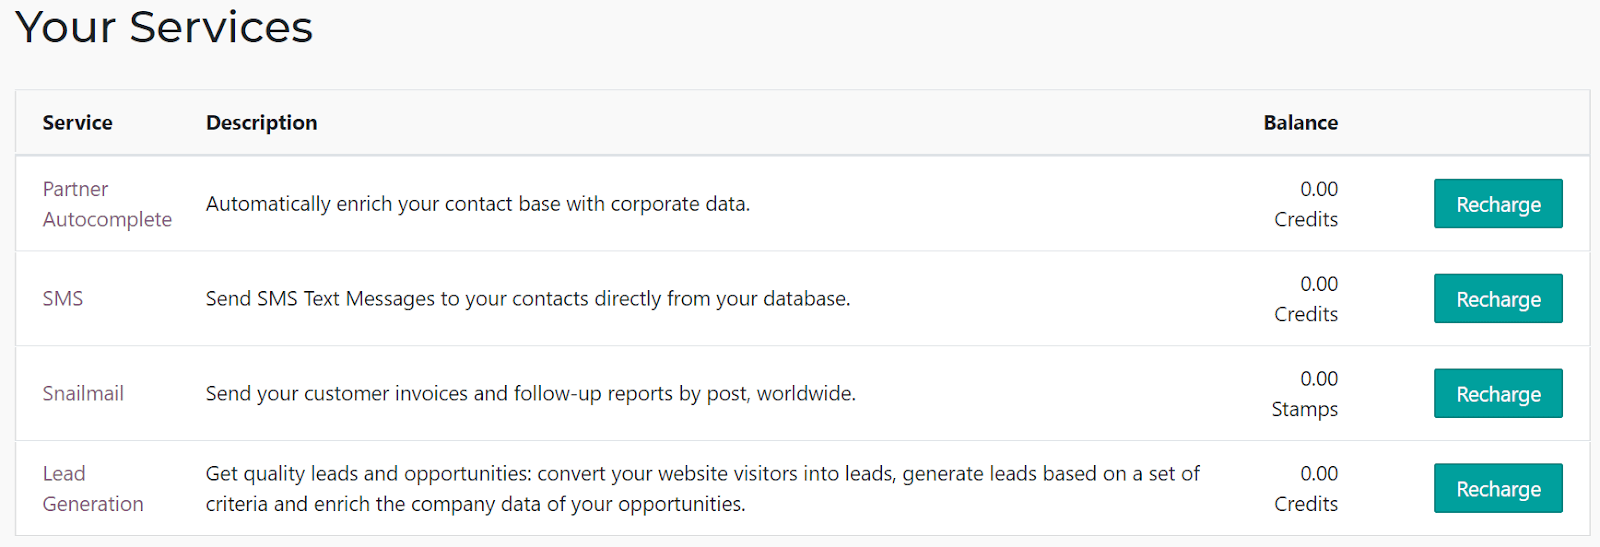 Your Services
Service Description Balance
Partner Autocomplete Automatically enrich your contact base with corporate data. 0.00 Credits Recharge
SMS Send SMS Text Messages to your contacts directly from your database. 0.00 Credits Recharge
Snailmail Send your customer invoices and follow-up reports by post, worldwide. 0.00 Stamps Recharge
Lead Generation Get quality leads and opportunities: convert your website visitors into leads, generate leads based on a set of
criteria and enrich the company data of your opportunities. 0.00 Credits Recharge